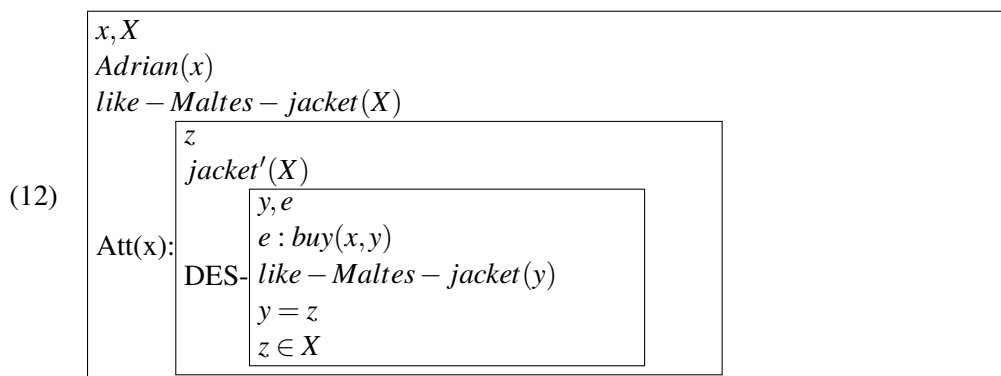 x, X
Adrian(x)
like − Maltes − jacket(X)
z
jacket′(X)
y, e
(12)
Att(x):
e : buy(x, y)
DES-
like − Maltes − jacket(y)
y = z
z ∈ X